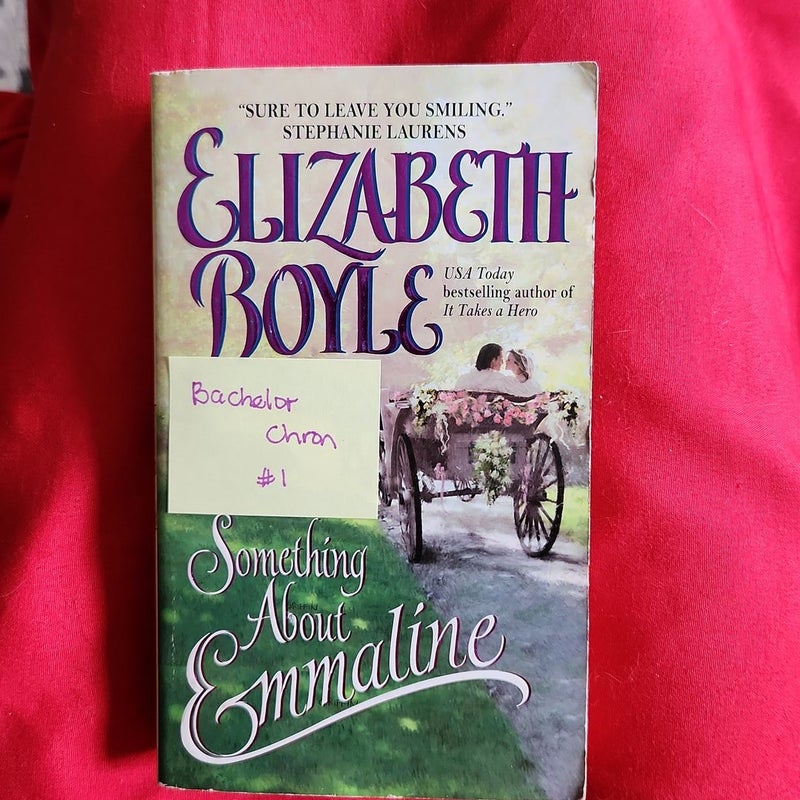 “SURE TO LEAVE YOU SMILING.”
STEPHANIE LAURENS
ELIZABETH
BOYLE
USA Today
bestselling author of
It Takes a Hero
Bachelor
Chron
#1
Something
About
Emmaline